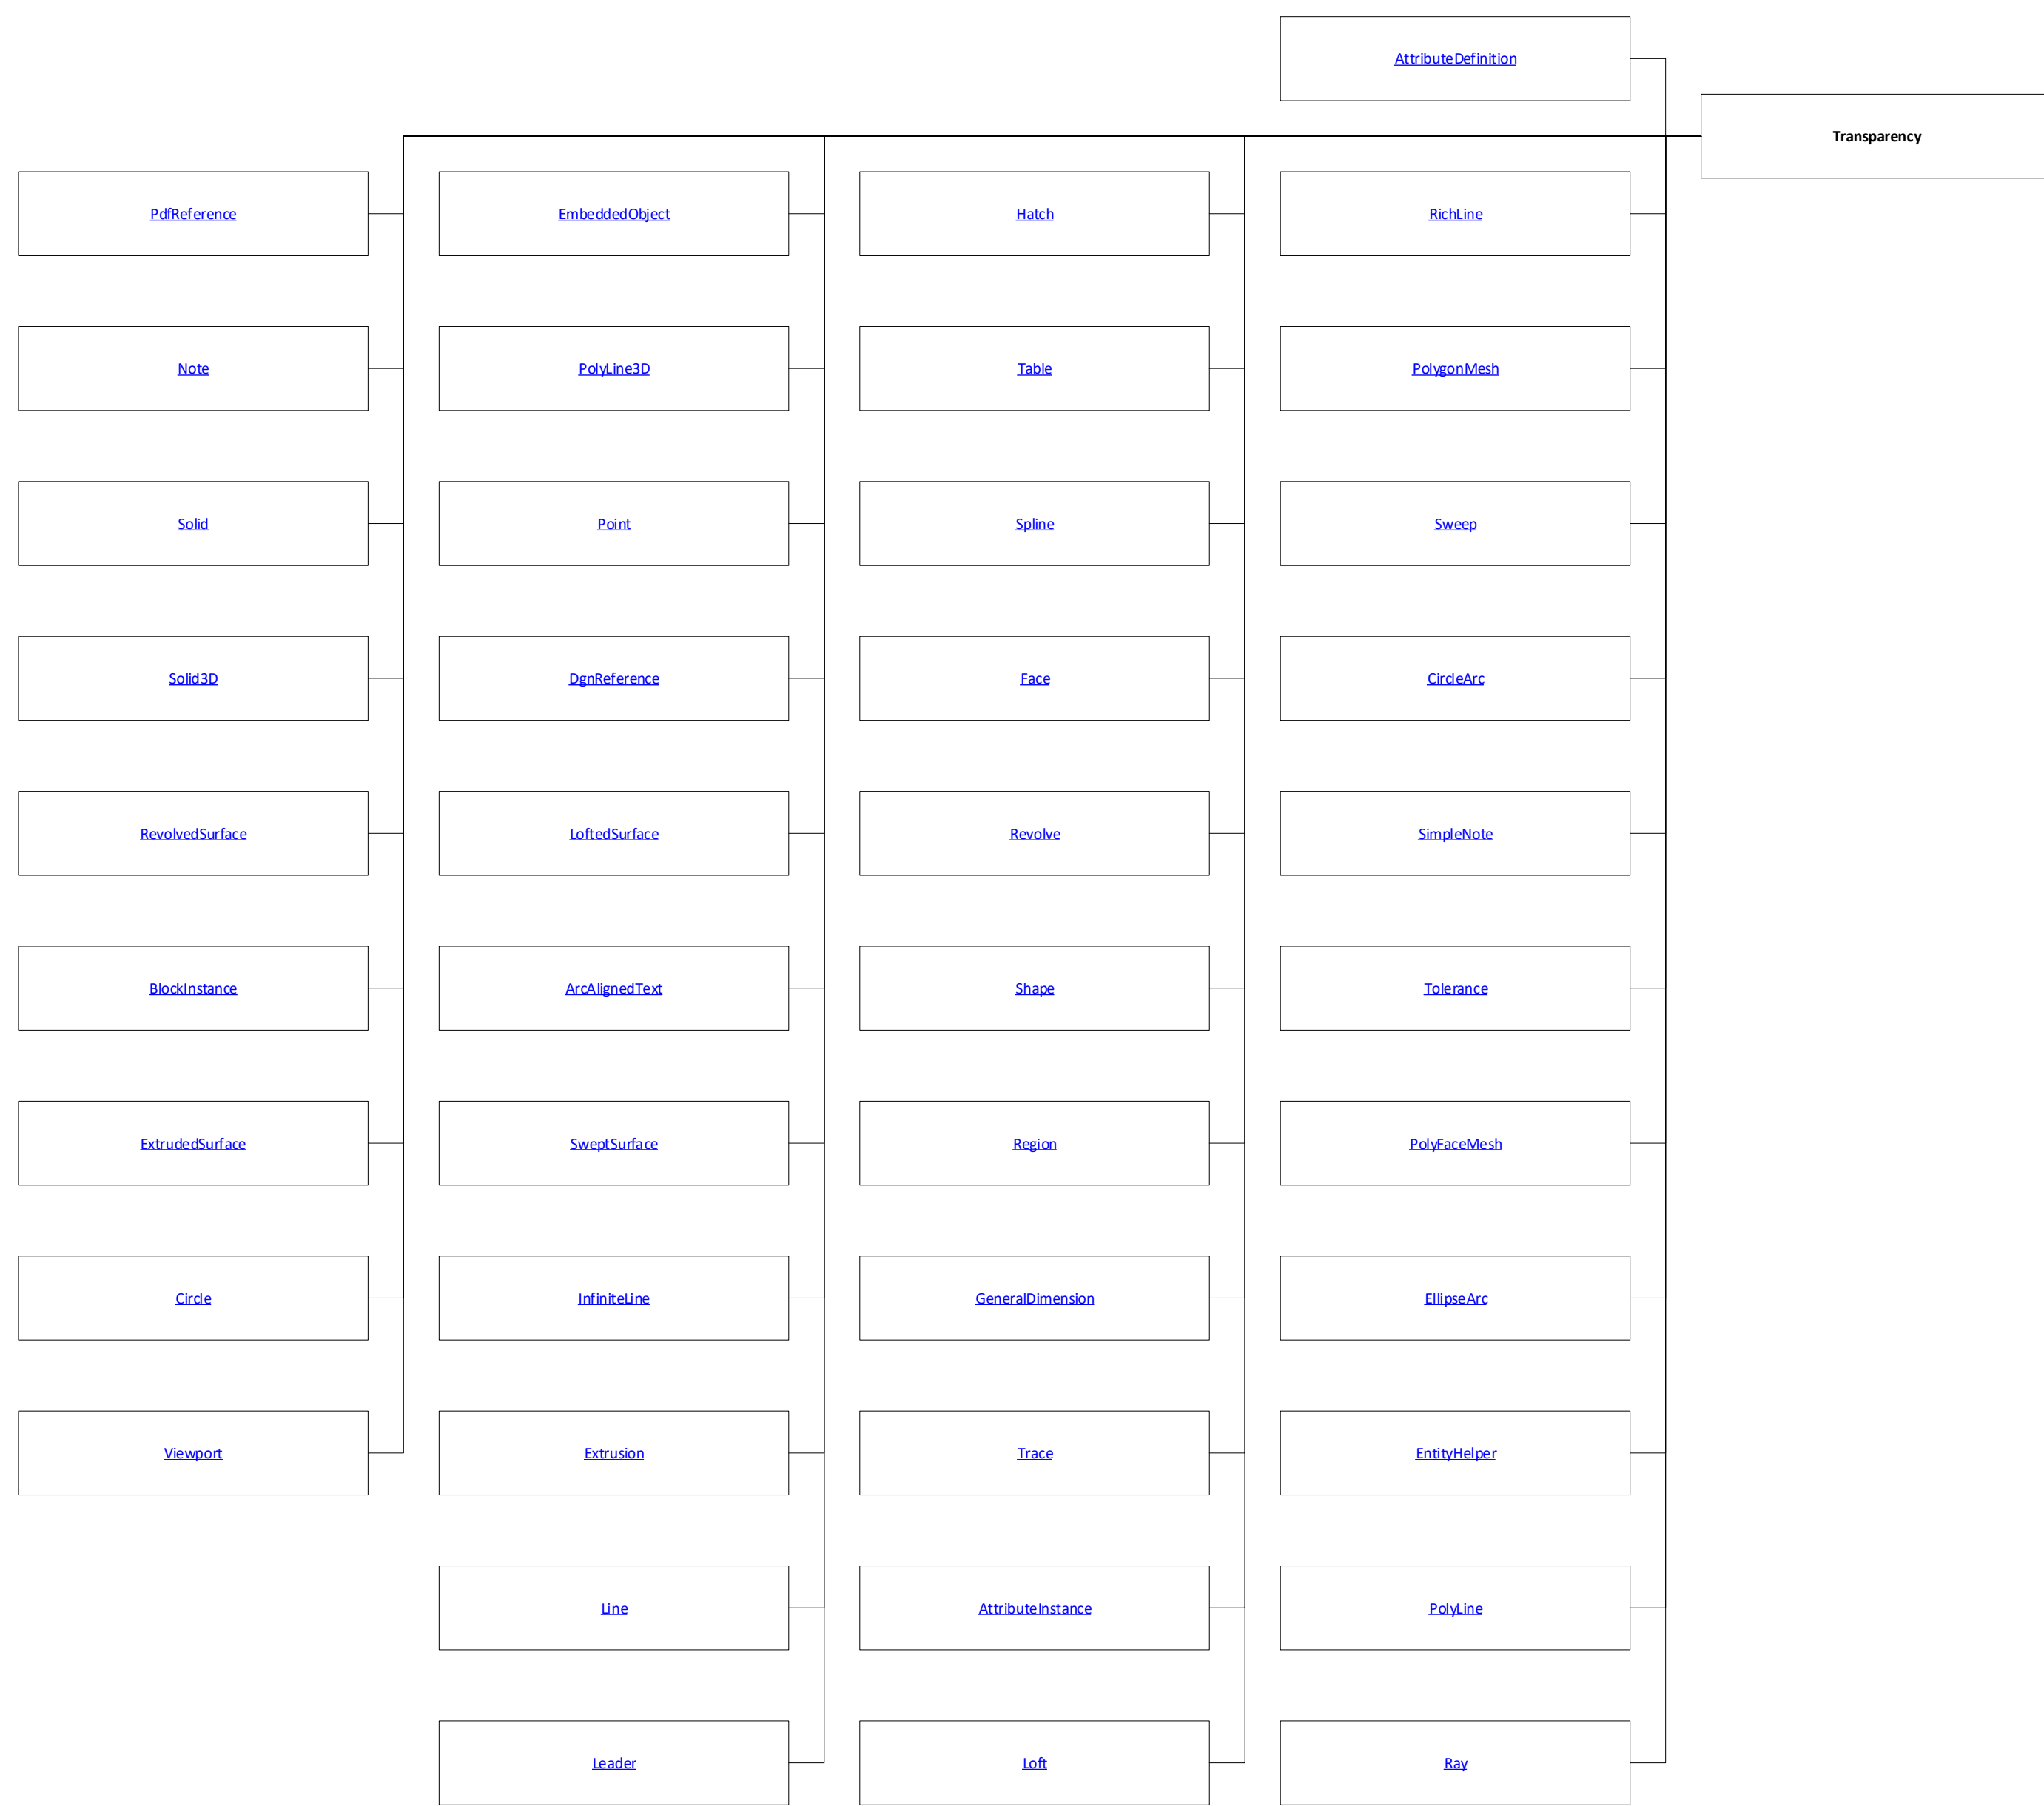 AttributeDefinition
Transparency
PdfReference
EmbeddedObject
Hatch
RichLine
Note
PolyLine3D
Table
PolygonMesh
Solid
Point
Spline
Sweep
Solid3D
DgnReference
Face
CircleArc
RevolvedSurface
LoftedSurface
Revolve
SimpleNote
BlockInstance
ArcAlignedText
Shape
Tolerance
ExtrudedSurface
SweptSurface
Region
PolyFaceMesh
Circle
InfiniteLine
GeneralDimension
EllipseArc
Viewport
Extrusion
Trace
EntityHelper
Line
AttributeInstance
PolyLine
Leader
Loft
Ray